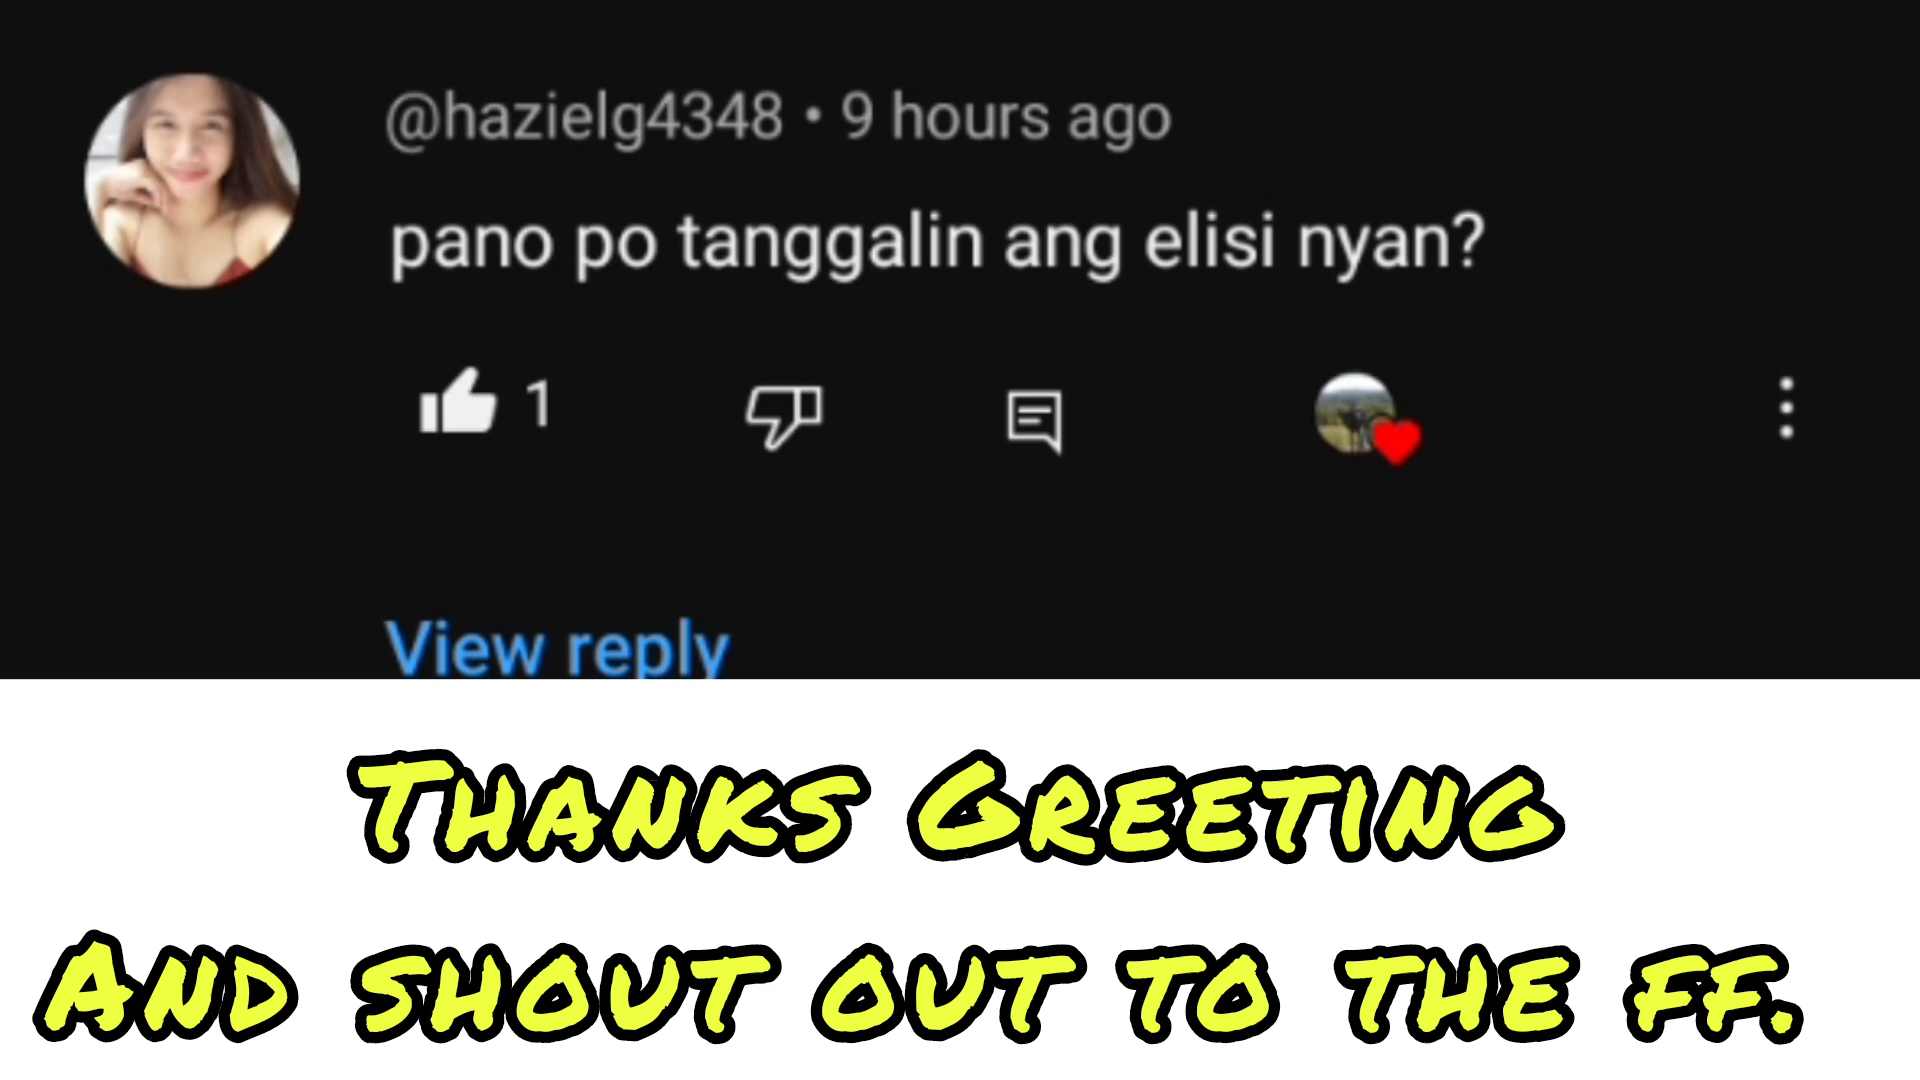 @hazielg4348 • 9 hours ago
pano po tanggalin ang elisi nyan?
1
View reply
Thanks Greeting
And shout out to the ff.